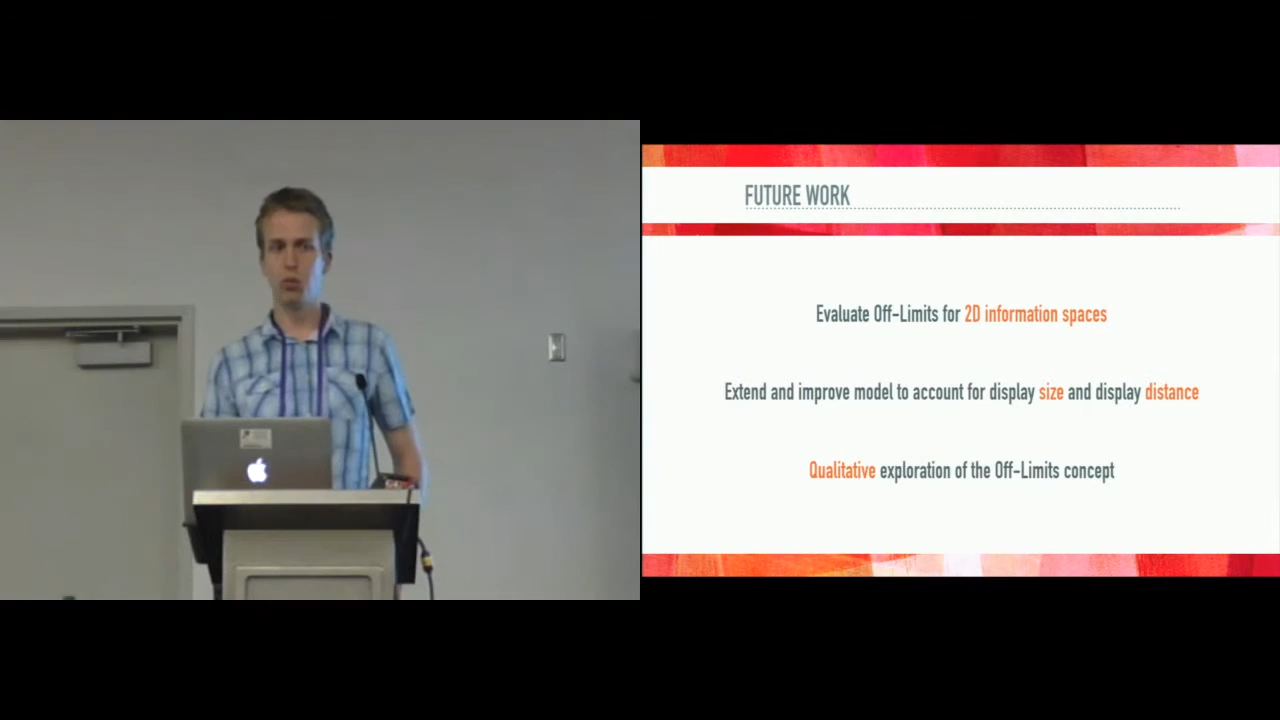 FUTURE WORK
Evaluate Off-Limits for 2D information spaces
Extend and improve model to account for display size and display distance
Qualitative exploration of the Off-Limits concept